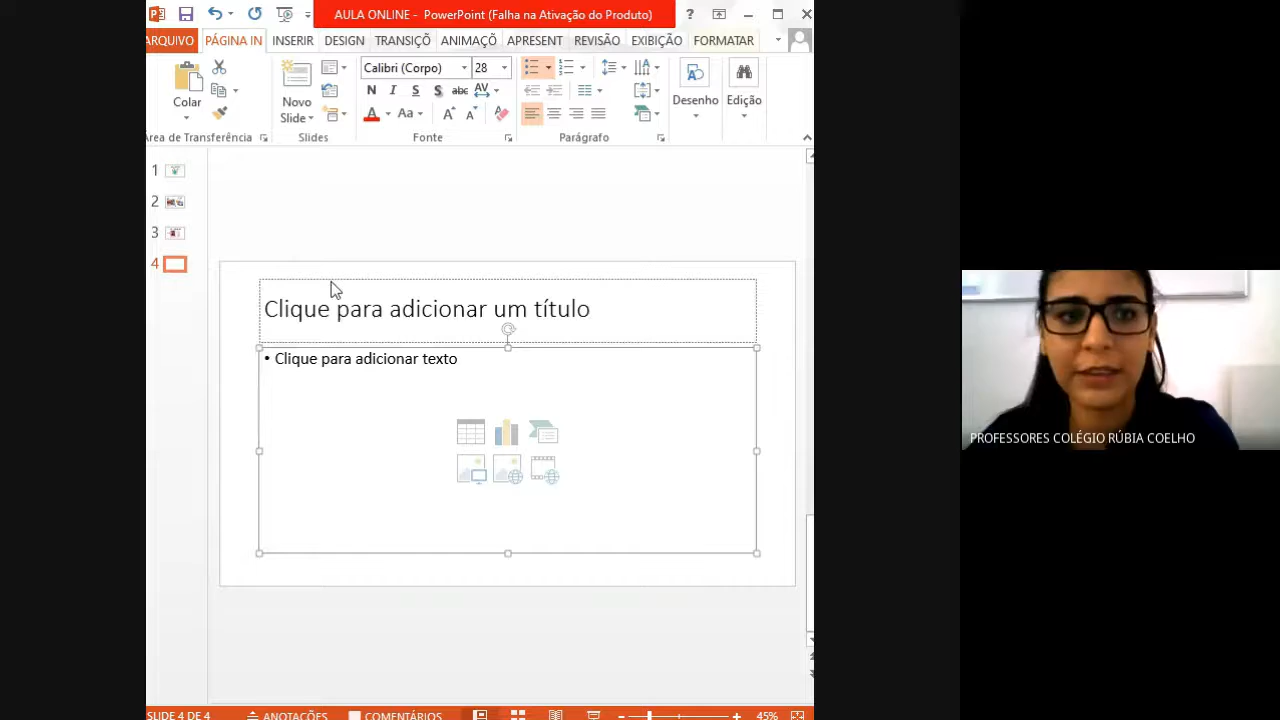 AULA ONLINE - PowerPoint (Falha na Ativação do Produto)
ARQUIVO PÁGINA IN INSERIR DESIGN TRANSIÇÕ ANIMAÇÕ APRESENT REVISÃO EXIBIÇÃO FORMATAR
Calibri (Corpo) 28
Colar Novo Slide Desenho Edição
N I S S abc AV
A Aa A A
Área de Transferência Slides Fonte Parágrafo
1
2
3
4
Clique para adicionar um título
• Clique para adicionar texto
PROFESSORES COLÉGIO RÚBIA COELHO
SLIDE 4 DE 4 ANOTAÇÕES COMENTÁRIOS 45%